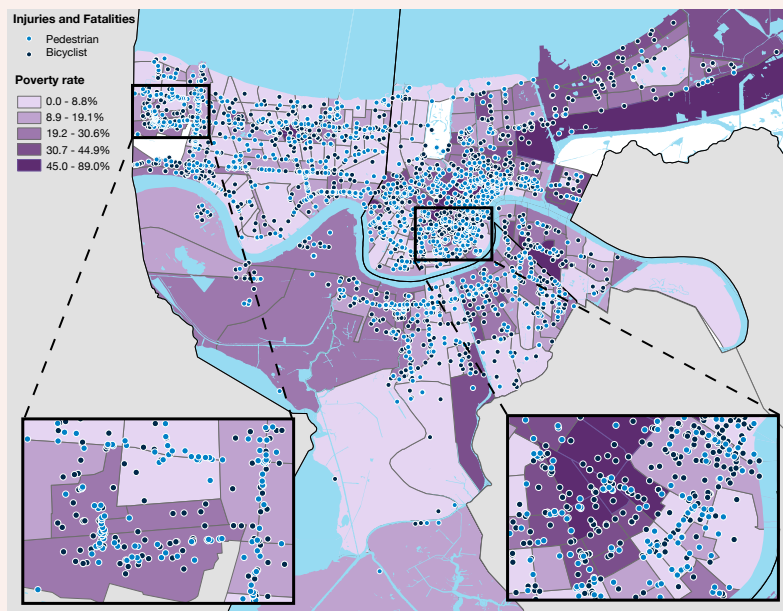 Injuries and Fatalities
Pedestrian
Bicyclist
Poverty rate
0.0 - 8.8%
8.9 - 19.1%
19.2 - 30.6%
30.7 - 44.9%
45.0 - 89.0%